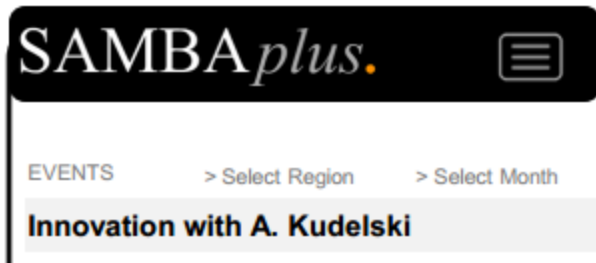 SAMBAplus.
EVENTS > Select Region > Select Month
Innovation with A. Kudelski